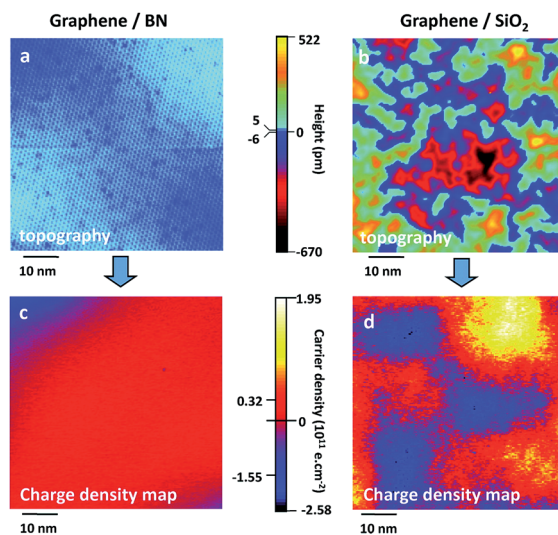 Graphene / BN
Graphene / SiO₂
a
topography
10 nm
522
5
0
-6
-670
Height (pm)
b
topography
10 nm
c
Charge density map
10 nm
1.95
0.32
0
-1.55
-2.58
Carrier density (10¹¹ e.cm⁻²)
d
Charge density map
10 nm